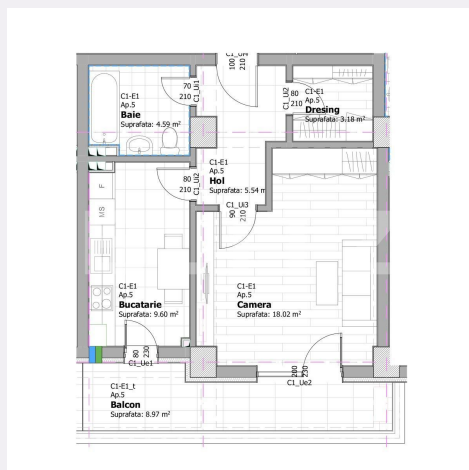 C1_Ui1
70
210
C1-E1
Ap.5
Baie
Suprafata: 4.59 m²
100
210
C1_Ui2
80
210
C1-E1
Ap.5
Dresing
Suprafata: 3.18 m²
C1_Ui2
80
210
C1-E1
Ap.5
Hol
Suprafata: 5.54 m
C1_Ui3
90
210
F
MS
C1-E1
Ap.5
Bucatarie
Suprafata: 9.60 m²
C1-E1
Ap.5
Camera
Suprafata: 18.02 m²
80
230
C1_Ue1
200
230
C1_Ue2
C1-E1_t
Ap.5
Balcon
Suprafata: 8.97 m²